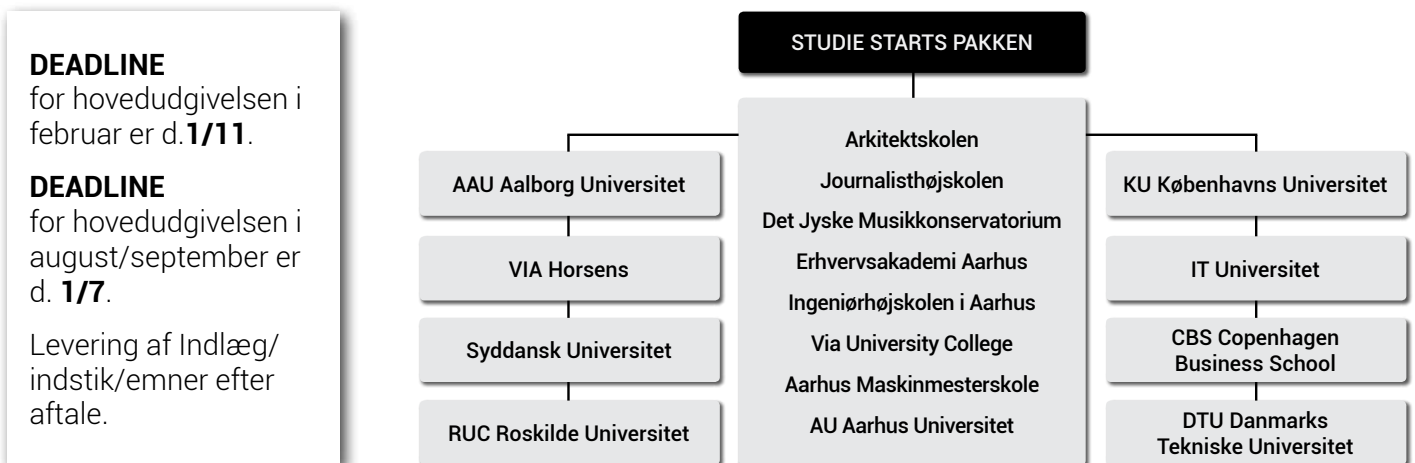 DEADLINE
for hovedudgivelsen i
februar er d.1/11.
DEADLINE
for hovedudgivelsen i
august/september er
d. 1/7.
Levering af Indlæg/
indstik/emner efter
aftale.
STUDIE STARTS PAKKEN
AAU Aalborg Universitet
VIA Horsens
Syddansk Universitet
RUC Roskilde Universitet
Arkitektskolen
Journalisthøjskolen
Det Jyske Musikkonservatorium
Erhvervsakademi Aarhus
Ingeniørhøjskolen i Aarhus
Via University College
Aarhus Maskinmesterskole
AU Aarhus Universitet
KU Københavns Universitet
IT Universitet
CBS Copenhagen
Business School
DTU Danmarks
Tekniske Universitet